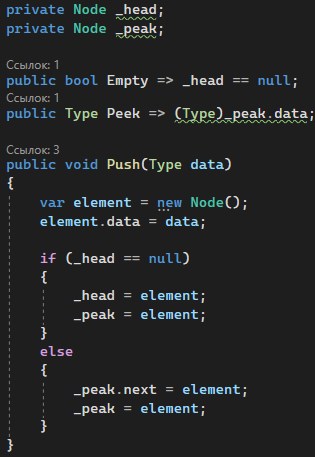 private Node _head;
private Node _peak;
Ссылок: 1
public bool Empty => _head == null;
Ссылок: 1
public Type Peek => (Type)_peak.data;
Ссылок: 3
public void Push(Type data)
{
var element = new Node();
element.data = data;
if (_head == null)
{
_head = element;
_peak = element;
}
else
{
_peak.next = element;
_peak = element;
}
}